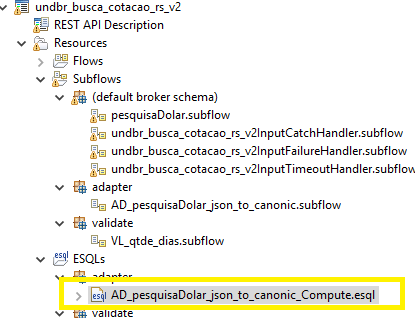 undbr_busca_cotacao_rs_v2
REST API Description
Resources
Flows
Subflows
(default broker schema)
pesquisaDolar.subflow
undbr_busca_cotacao_rs_v2InputCatchHandler.subflow
undbr_busca_cotacao_rs_v2InputFailureHandler.subflow
undbr_busca_cotacao_rs_v2InputTimeoutHandler.subflow
adapter
AD_pesquisaDolar_json_to_canonic.subflow
validate
VL_qtde_dias.subflow
ESQLs
adapter
AD_pesquisaDolar_json_to_canonic_Compute.esql
validate